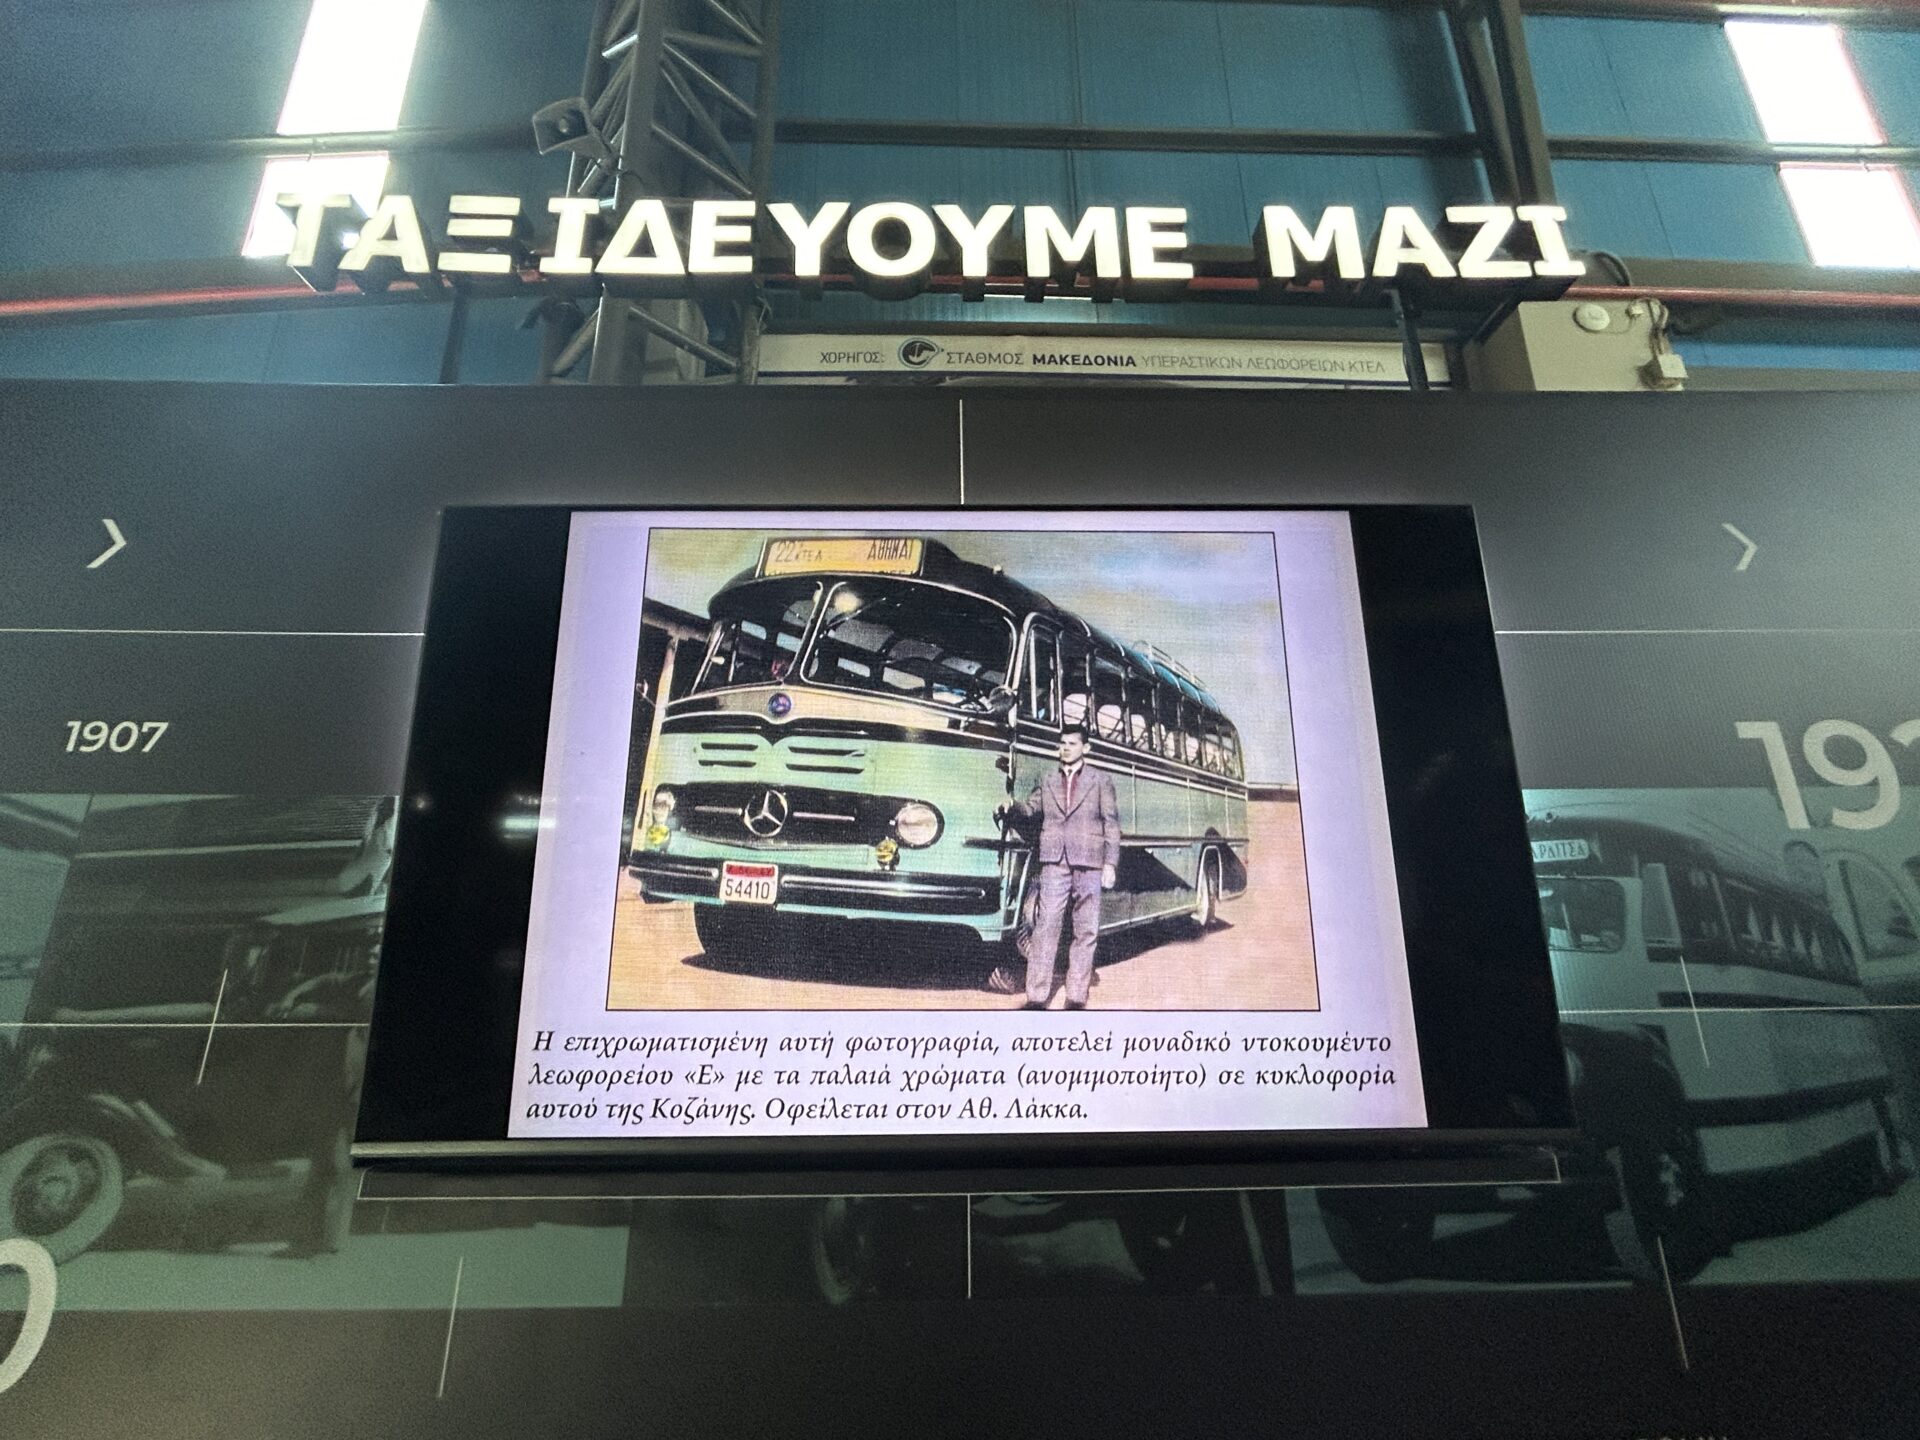 ΤΑΞΙΔΕΥΟΥΜΕ ΜΑΖΙ
ΧΟΡΗΓΟΣ: ΣΤΑΘΜΟΣ ΜΑΚΕΔΟΝΙΑ ΥΠΕΡΑΣΤΙΚΩΝ ΛΕΩΦΟΡΕΙΩΝ ΚΤΕΛ
22 ΚΤΕΛ ΑΘΗΝΑΙ
1907
54410
Η επιχρωματισμένη αυτή φωτογραφία, αποτελεί μοναδικό ντοκουμέντο
λεωφορείου «Ε» με τα παλαιά χρώματα (ανομιμοποίητο) σε κυκλοφορία
αυτού της Κοζάνης. Οφείλεται στον Αθ. Λάκκα.